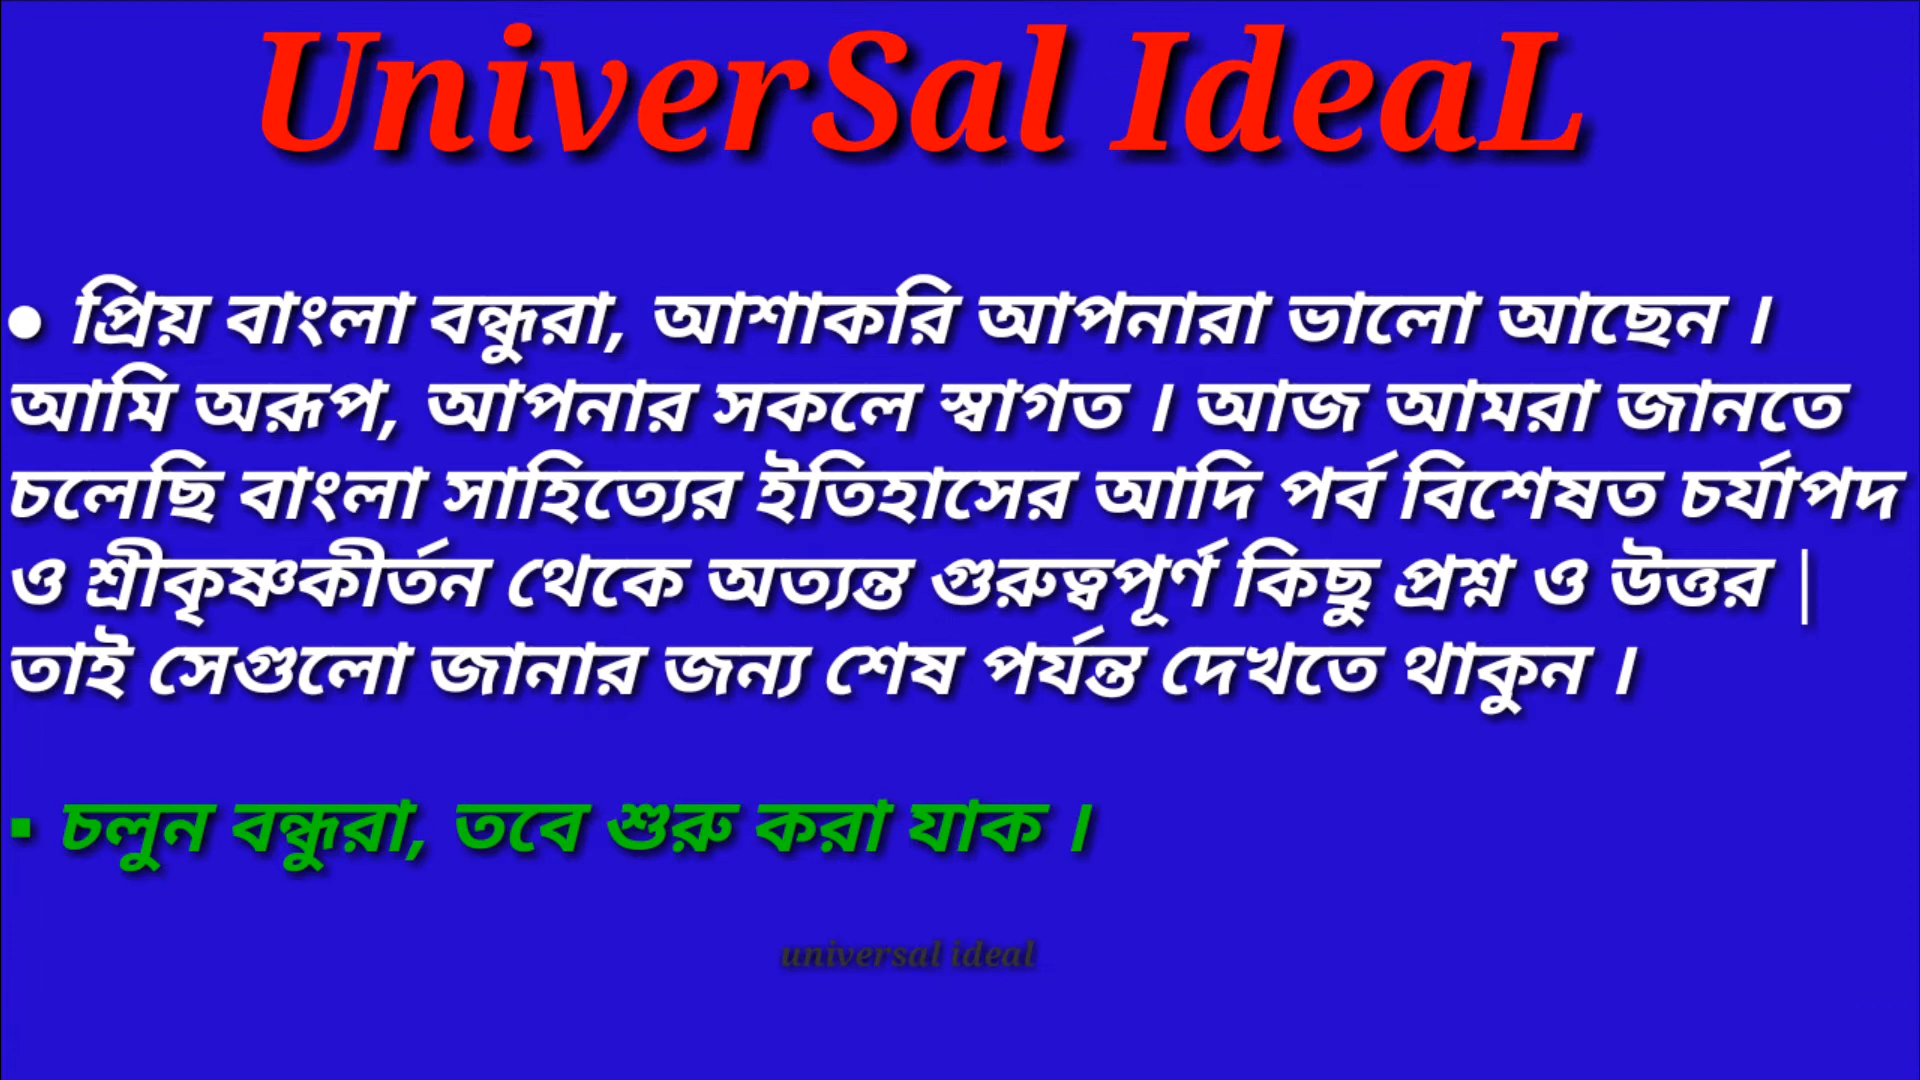 UniverSal IdeaL
● প্রিয় বাংলা বন্ধুরা, আশাকরি আপনারা ভালো আছেন ।
আমি অরূপ, আপনার সকলে স্বাগত । আজ আমরা জানতে
চলেছি বাংলা সাহিত্যের ইতিহাসের আদি পর্ব বিশেষত চর্যাপদ
ও শ্রীকৃষ্ণকীর্তন থেকে অত্যন্ত গুরুত্বপূর্ণ কিছু প্রশ্ন ও উত্তর |
তাই সেগুলো জানার জন্য শেষ পর্যন্ত দেখতে থাকুন ।
▪ চলুন বন্ধুরা, তবে শুরু করা যাক ।
universal ideal